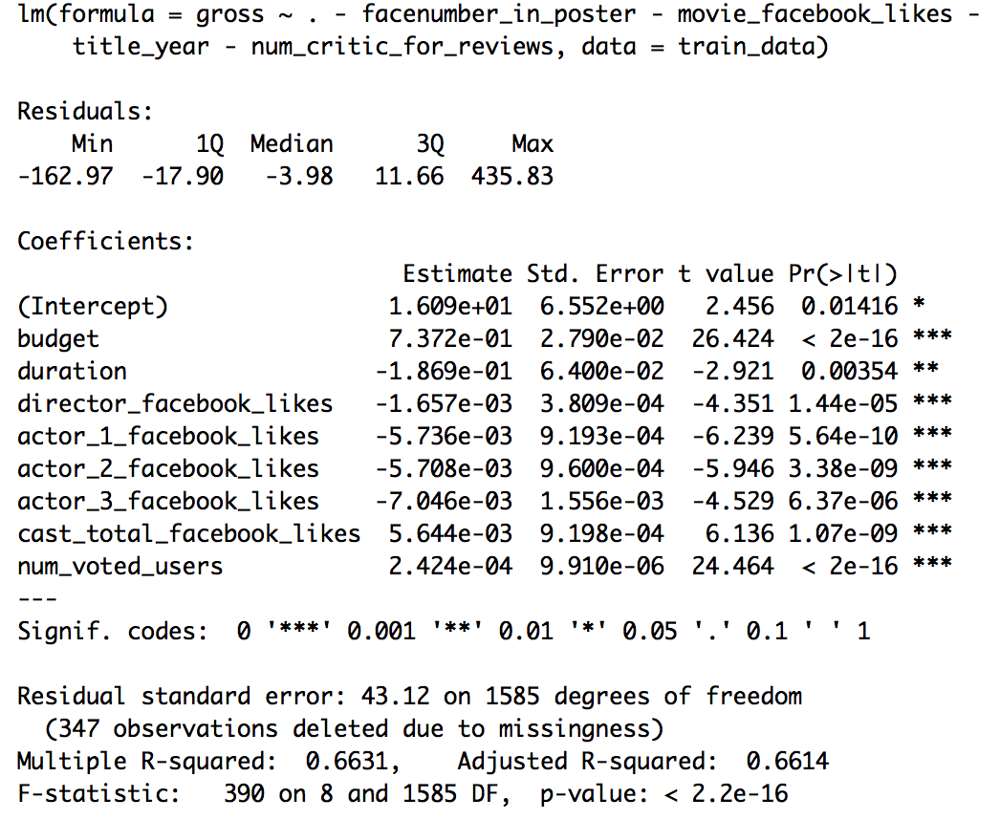 lm(formula = gross ~ . - facenumber_in_poster - movie_facebook_likes -
    title_year - num_critic_for_reviews, data = train_data)

Residuals:
    Min      1Q  Median      3Q     Max
-162.97  -17.90   -3.98   11.66  435.83

Coefficients:
                            Estimate Std. Error t value Pr(>|t|)
(Intercept)                1.609e+01  6.552e+00   2.456  0.01416 *
budget                     7.372e-01  2.790e-02  26.424  < 2e-16 ***
duration                  -1.869e-01  6.400e-02  -2.921  0.00354 **
director_facebook_likes   -1.657e-03  3.809e-04  -4.351 1.44e-05 ***
actor_1_facebook_likes    -5.736e-03  9.193e-04  -6.239 5.64e-10 ***
actor_2_facebook_likes    -5.708e-03  9.600e-04  -5.946 3.38e-09 ***
actor_3_facebook_likes    -7.046e-03  1.556e-03  -4.529 6.37e-06 ***
cast_total_facebook_likes  5.644e-03  9.198e-04   6.136 1.07e-09 ***
num_voted_users            2.424e-04  9.910e-06  24.464  < 2e-16 ***
---
Signif. codes:  0 '***' 0.001 '**' 0.01 '*' 0.05 '.' 0.1 ' ' 1

Residual standard error: 43.12 on 1585 degrees of freedom
  (347 observations deleted due to missingness)
Multiple R-squared:  0.6631,    Adjusted R-squared:  0.6614
F-statistic:   390 on 8 and 1585 DF,  p-value: < 2.2e-16